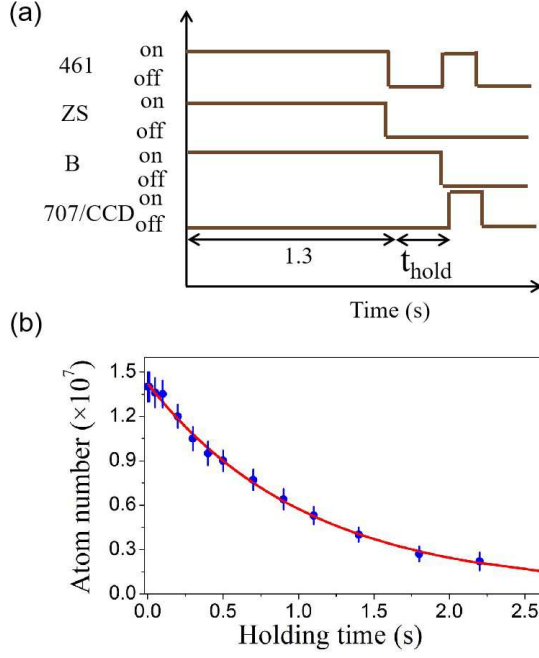 (a)
461
on
off
ZS
on
off
B
on
off
707/CCD
on
off
1.3
t_hold
Time (s)
(b)
Atom number (×10⁷)
1.5
1.2
0.9
0.6
0.3
0.0
0.0 0.5 1.0 1.5 2.0 2.5
Holding time (s)